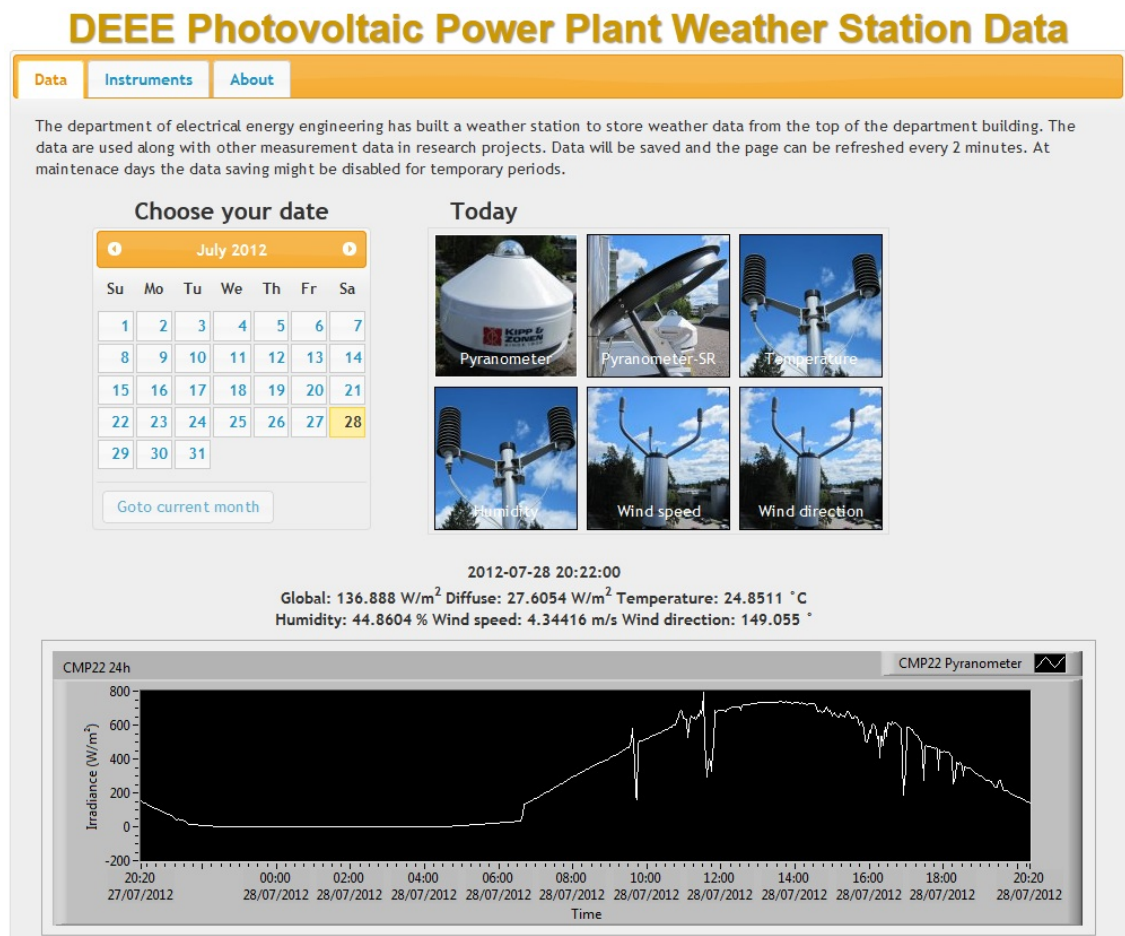 DEEE Photovoltaic Power Plant Weather Station Data
Data Instruments About
The department of electrical energy engineering has built a weather station to store weather data from the top of the department building. The
data are used along with other measurement data in research projects. Data will be saved and the page can be refreshed every 2 minutes. At
maintenace days the data saving might be disabled for temporary periods.
Choose your date
July 2012
Su Mo Tu We Th Fr Sa
1 2 3 4 5 6 7
8 9 10 11 12 13 14
15 16 17 18 19 20 21
22 23 24 25 26 27 28
29 30 31
Goto current month
Today
KIPP &
ZONEN
Pyranometer Pyranometer-SR Temperature
Humidity Wind speed Wind direction
2012-07-28 20:22:00
Global: 136.888 W/m² Diffuse: 27.6054 W/m² Temperature: 24.8511 °C
Humidity: 44.8604 % Wind speed: 4.34416 m/s Wind direction: 149.055 °
CMP22 24h
CMP22 Pyranometer
Irradiance (W/m²)
800
600
400
200
0
-200
20:20 00:00 02:00 04:00 06:00 08:00 10:00 12:00 14:00 16:00 18:00 20:20
27/07/2012 28/07/2012 28/07/2012 28/07/2012 28/07/2012 28/07/2012 28/07/2012 28/07/2012 28/07/2012 28/07/2012 28/07/2012 28/07/2012
Time